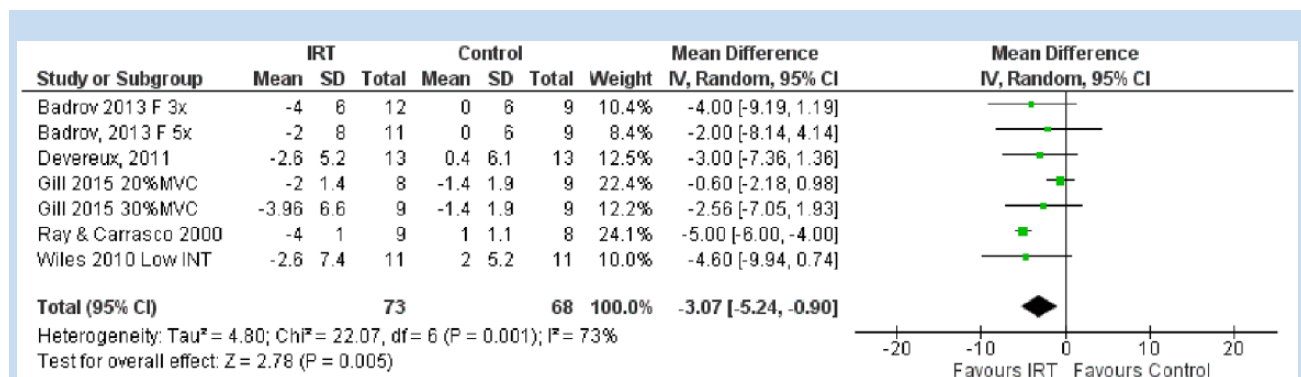 IRT Control Mean Difference Mean Difference
Study or Subgroup Mean SD Total Mean SD Total Weight IV, Random, 95% CI IV, Random, 95% CI
Badrov 2013 F 3x -4 6 12 0 6 9 10.4% -4.00 [-9.19, 1.19]
Badrov, 2013 F 5x -2 8 11 0 6 9 8.4% -2.00 [-8.14, 4.14]
Devereux, 2011 -2.6 5.2 13 0.4 6.1 13 12.5% -3.00 [-7.36, 1.36]
Gill 2015 20%MVC -2 1.4 8 -1.4 1.9 9 22.4% -0.60 [-2.18, 0.98]
Gill 2015 30%MVC -3.96 6.6 9 -1.4 1.9 9 12.2% -2.56 [-7.05, 1.93]
Ray & Carrasco 2000 -4 1 9 1 1.1 8 24.1% -5.00 [-6.00, -4.00]
Wiles 2010 Low INT -2.6 7.4 11 2 5.2 11 10.0% -4.60 [-9.94, 0.74]
Total (95% CI) 73 68 100.0% -3.07 [-5.24, -0.90]
Heterogeneity: Tau² = 4.80; Chi² = 22.07, df = 6 (P = 0.001); I² = 73%
Test for overall effect: Z = 2.78 (P = 0.005)
-20 -10 0 10 20
Favours IRT Favours Control